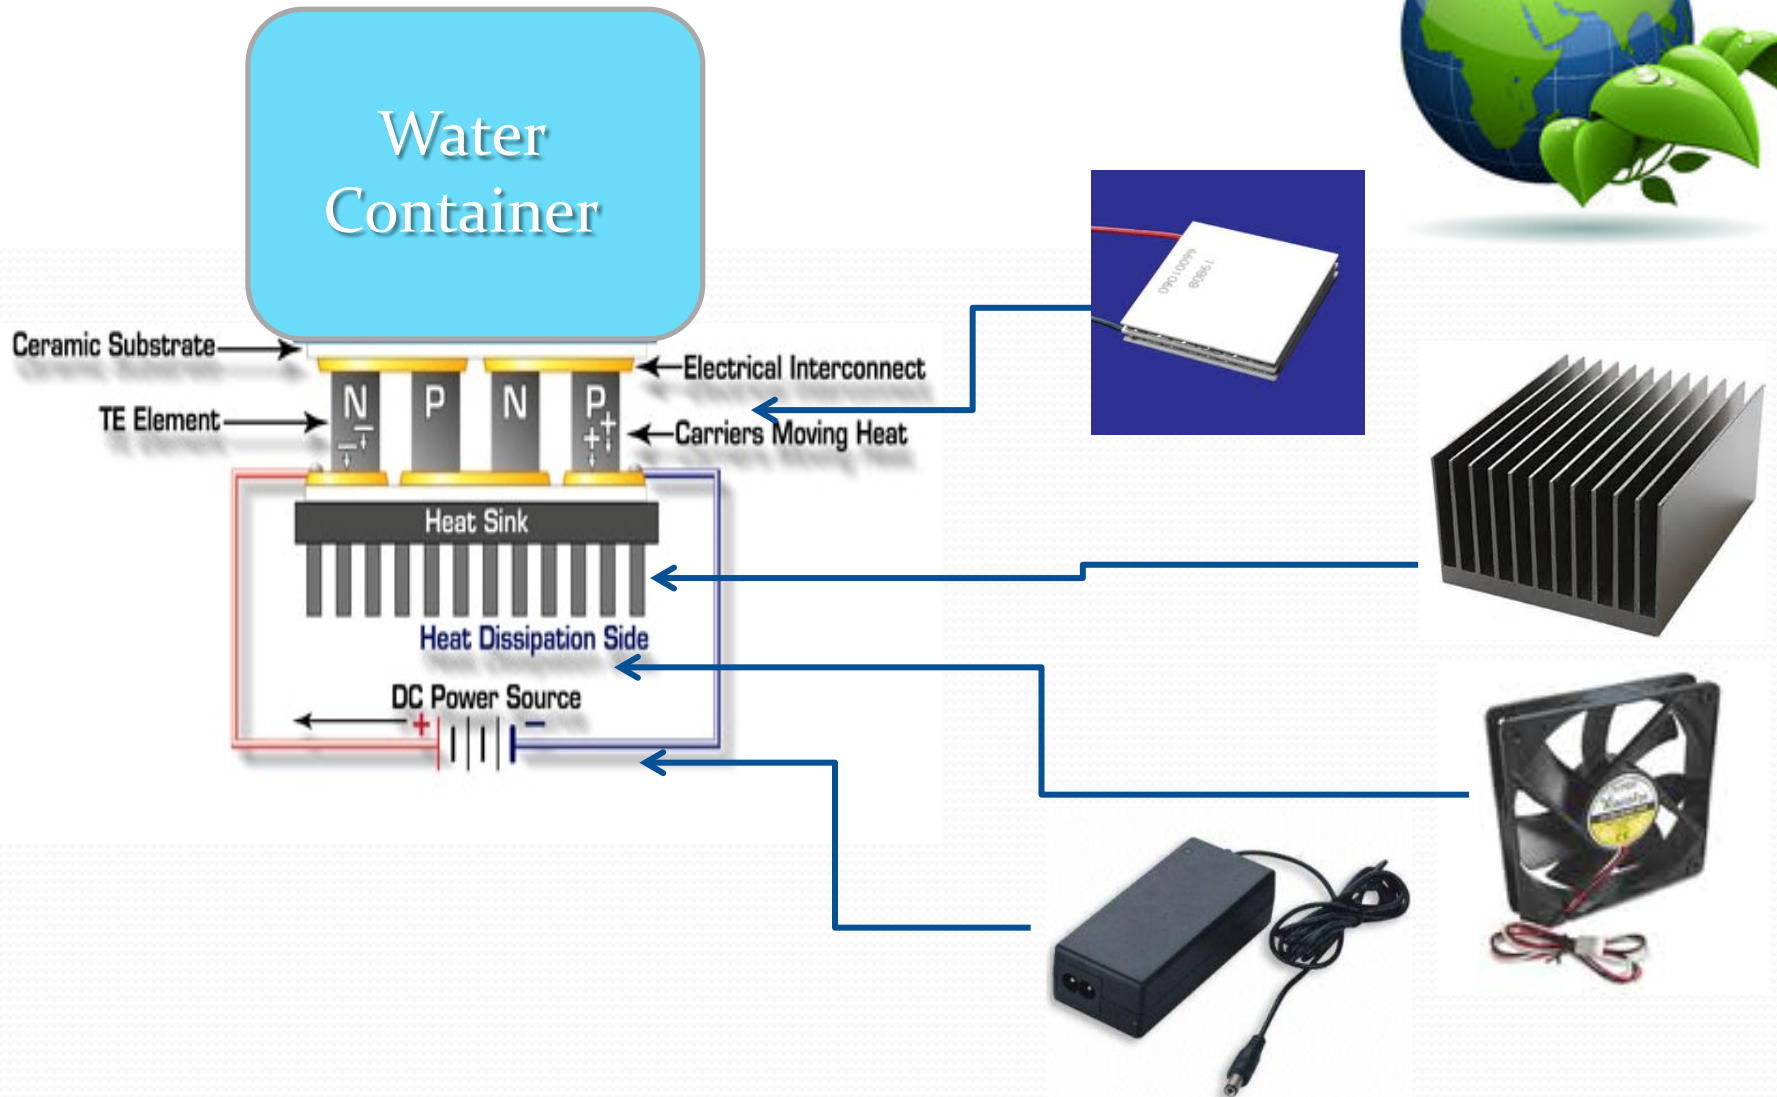 Water
Container
Ceramic Substrate
Electrical Interconnect
TE Element
N
P
N
P
Carriers Moving Heat
Heat Sink
Heat Dissipation Side
DC Power Source
+
−
19808